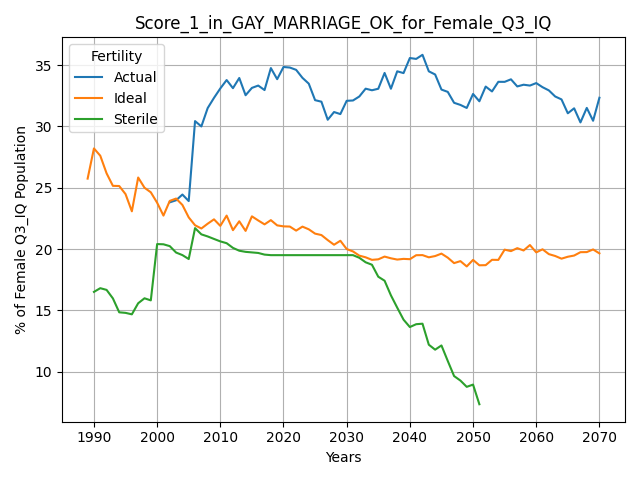 Score_1_in_GAY_MARRIAGE_OK_for_Female_Q3_IQ
Fertility
Actual
Ideal
Sterile
% of Female Q3_IQ Population
35
30
25
20
15
10
1990 2000 2010 2020 2030 2040 2050 2060 2070
Years